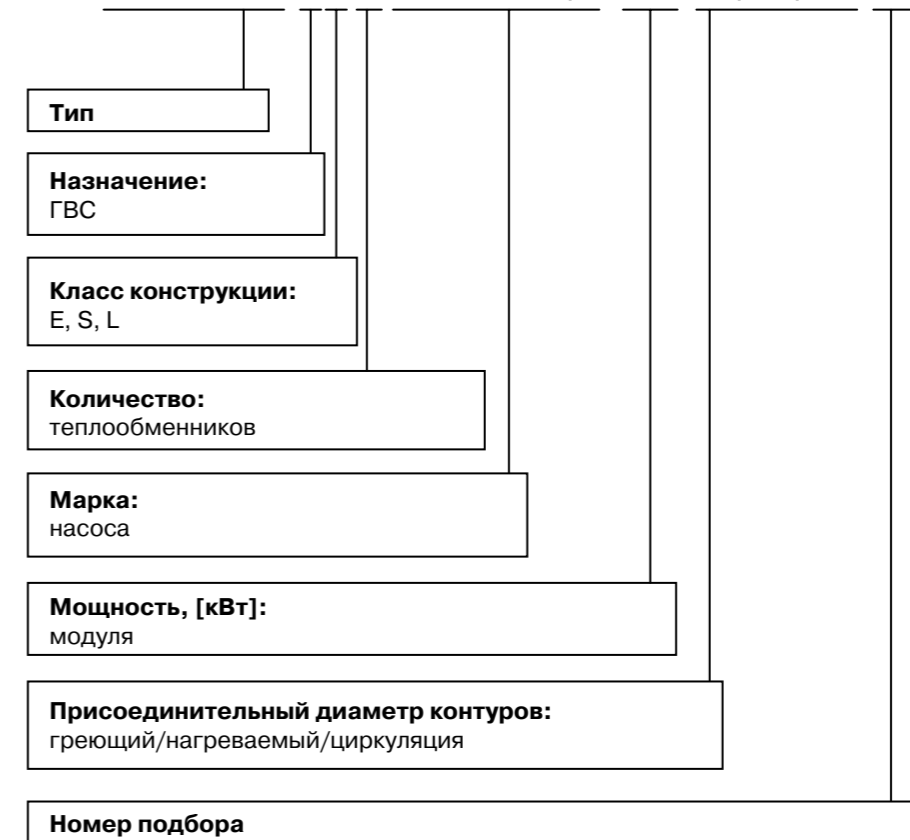 Тип
Назначение:
ГВС
Класс конструкции:
E, S, L
Количество:
теплообменников
Марка:
насоса
Мощность, [кВт]:
модуля
Присоединительный диаметр контуров:
греющий/нагреваемый/циркуляция
Номер подбора